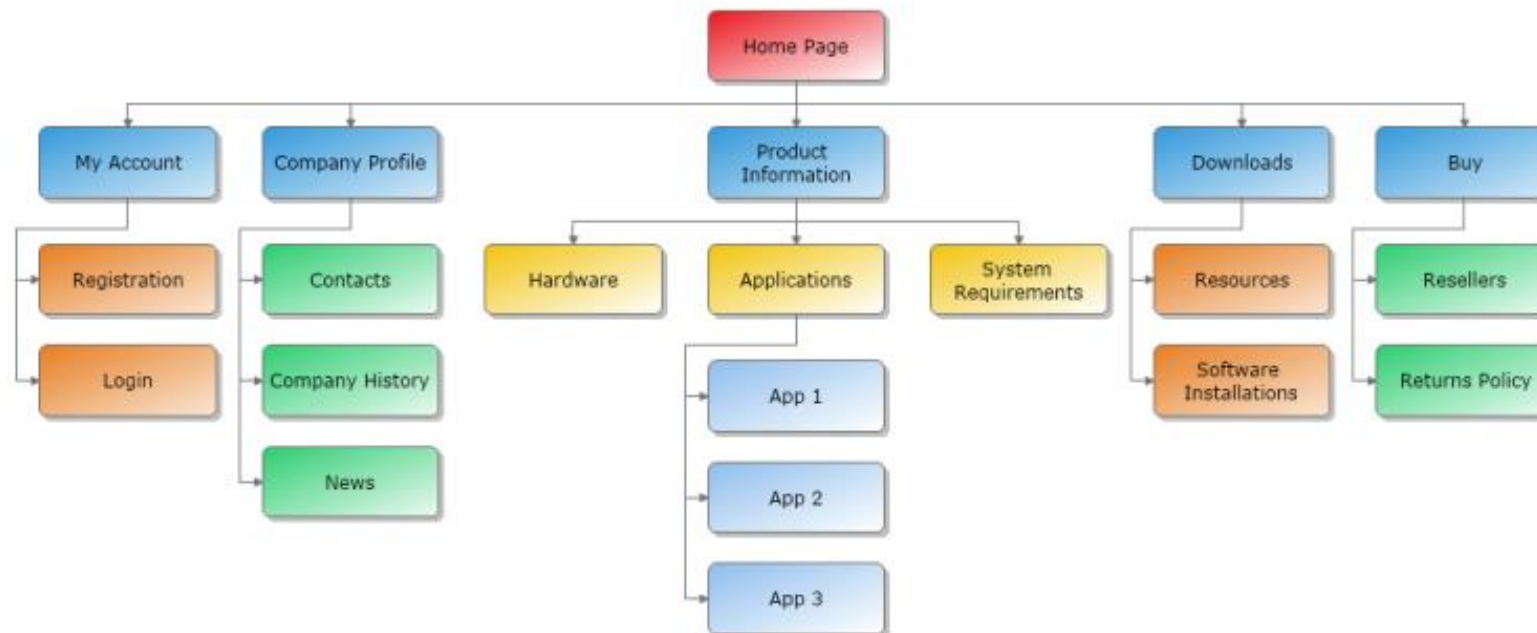 Home Page
My Account
Company Profile
Product
Information
Downloads
Buy
Registration
Contacts
Hardware
Applications
System
Requirements
Resources
Resellers
Login
Company History
App 1
Software
Installations
Returns Policy
News
App 2
App 3